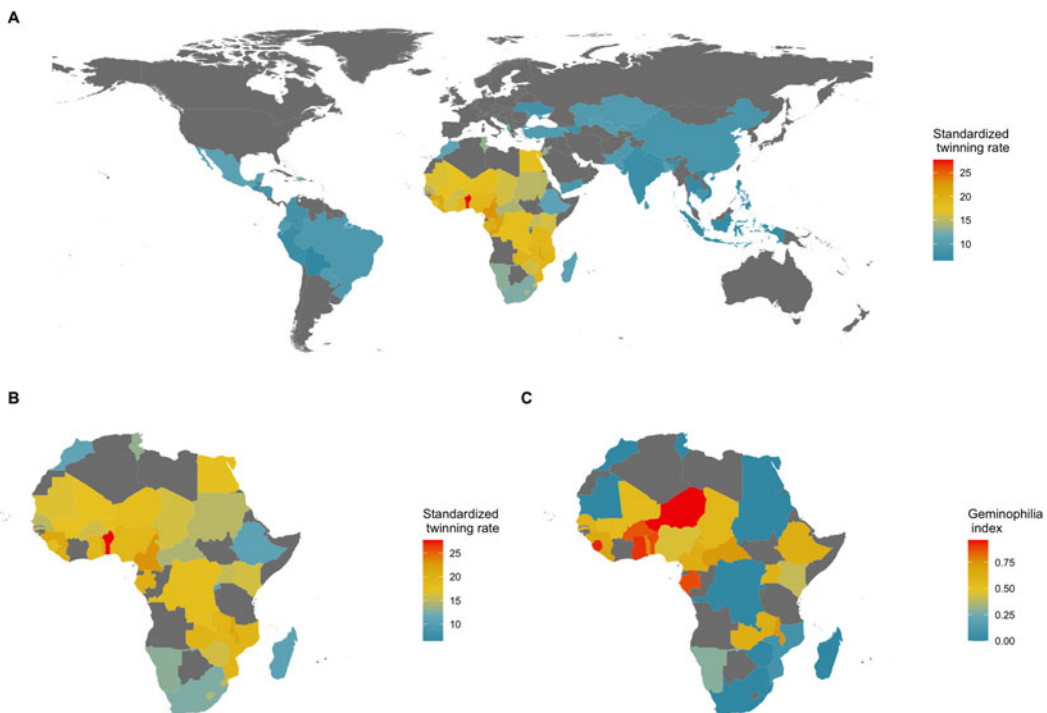 A
Standardized
twinning rate
25
20
15
10
B
C
Standardized
twinning rate
25
20
15
10
Geminophilia
index
0.75
0.50
0.25
0.00